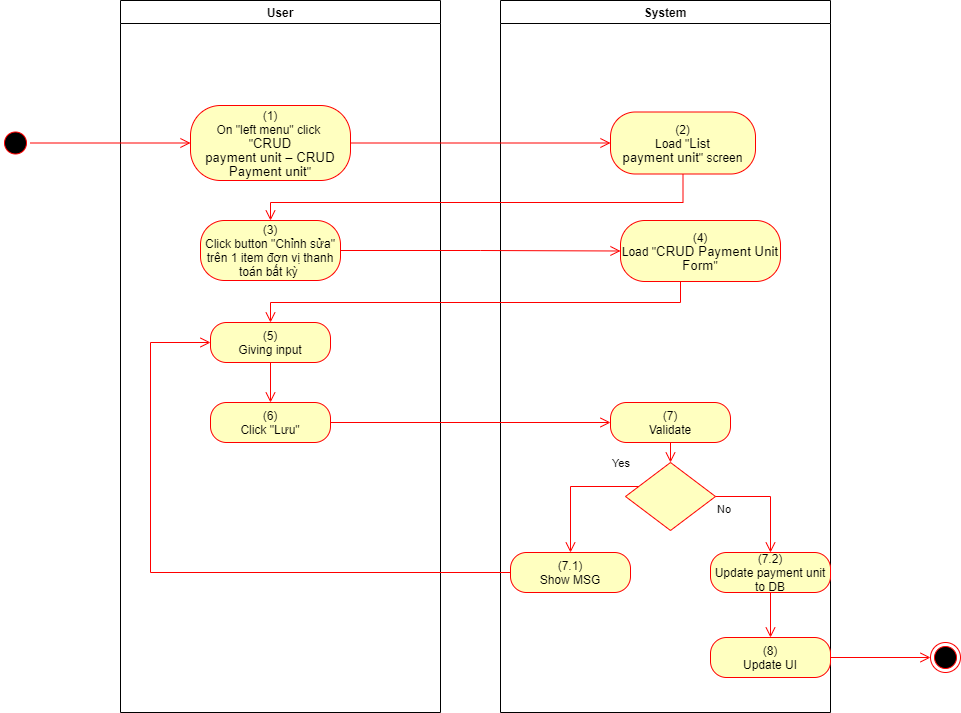 User
System
(1)
On "left menu" click
"CRUD
payment unit – CRUD
Payment unit"
(2)
Load "List
payment unit" screen
(3)
Click button "Chỉnh sửa"
trên 1 item đơn vị thanh
toán bất kỳ
(4)
Load "CRUD Payment Unit
Form"
(5)
Giving input
(6)
Click "Lưu"
(7)
Validate
Yes
No
(7.1)
Show MSG
(7.2)
Update payment unit
to DB
(8)
Update UI